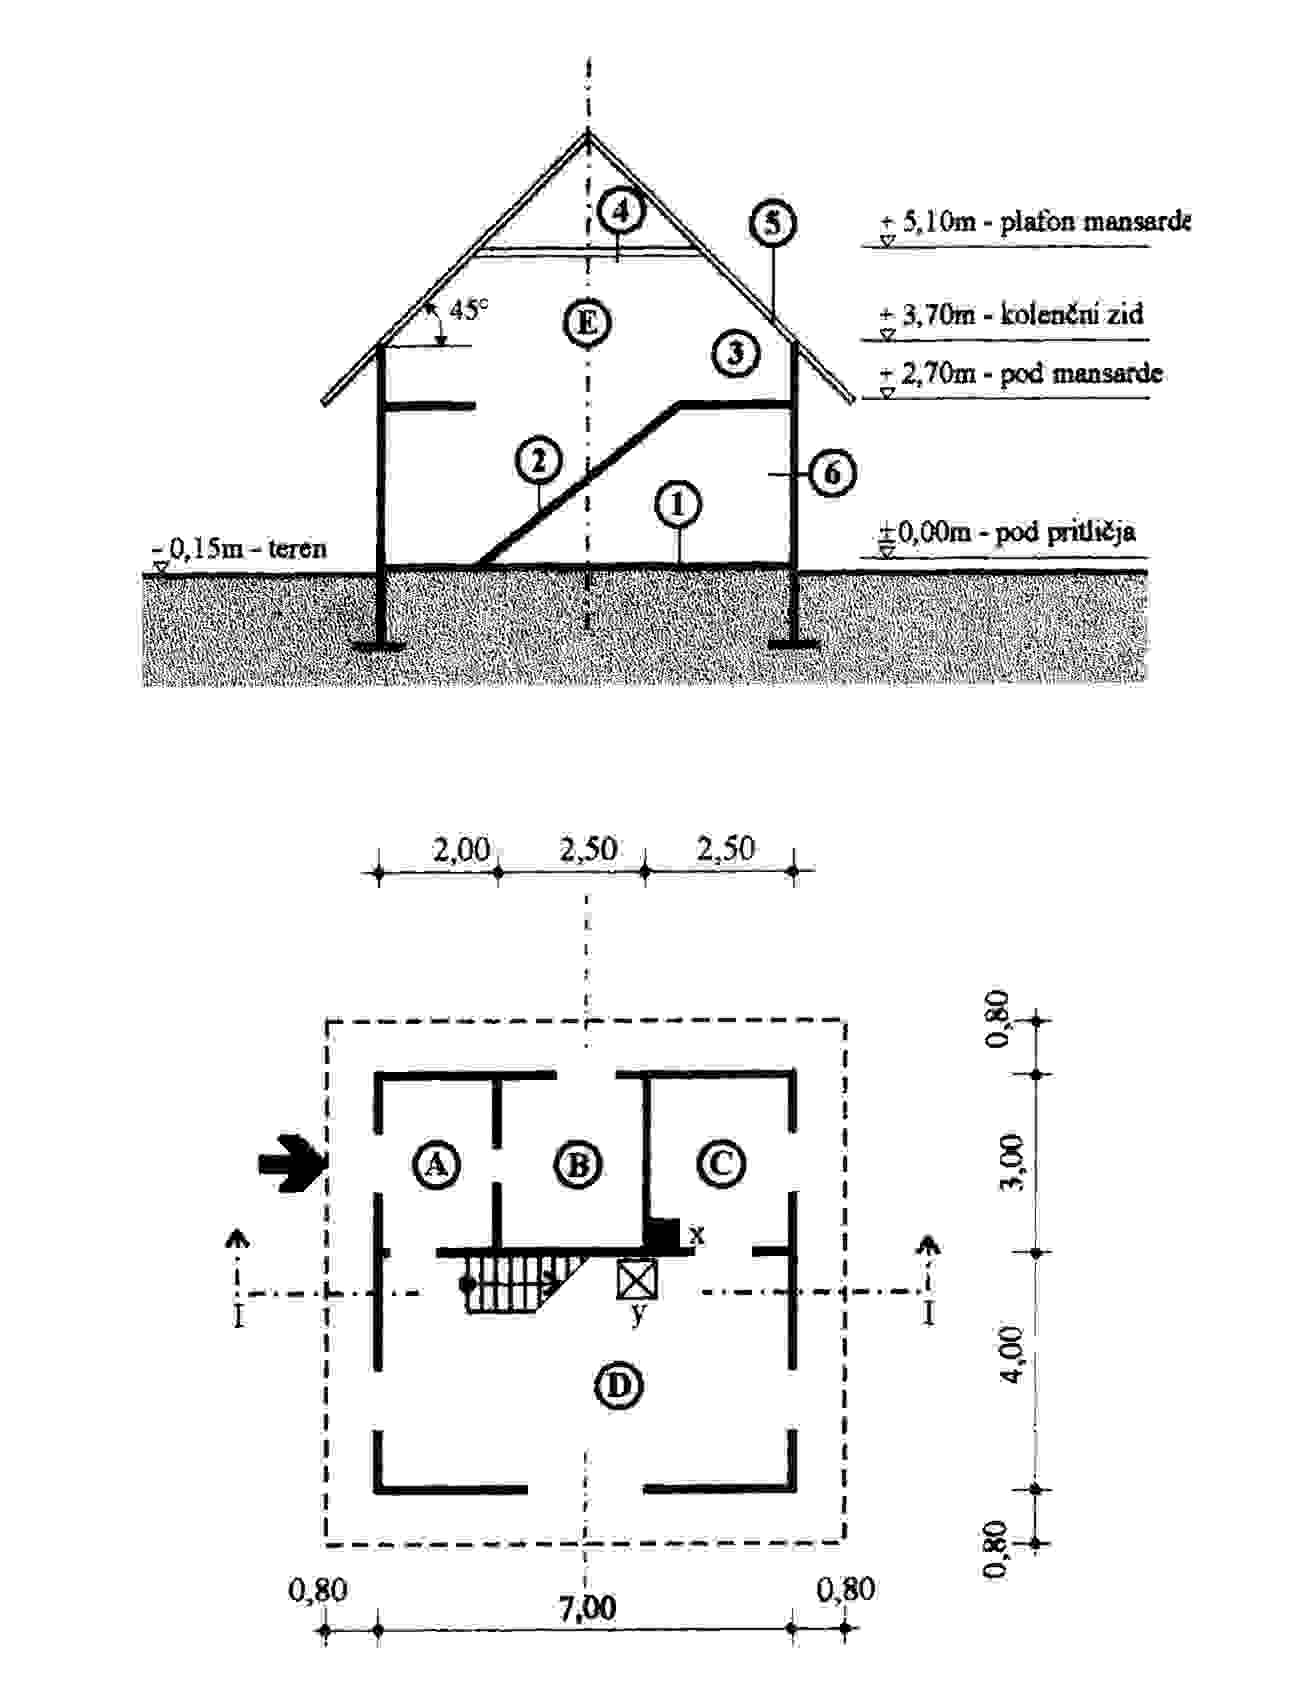 4
5
+ 5,10m - plafon mansarde
45°
E
3
+ 3,70m - kolenčni zid
+ 2,70m - pod mansarde
2
6
1
- 0,15m - teren
±0,00m - pod pritličja
2,00 2,50 2,50
0,80
A B C
3,00
x
I
y
I
4,00
D
0,80
0,80 7,00 0,80